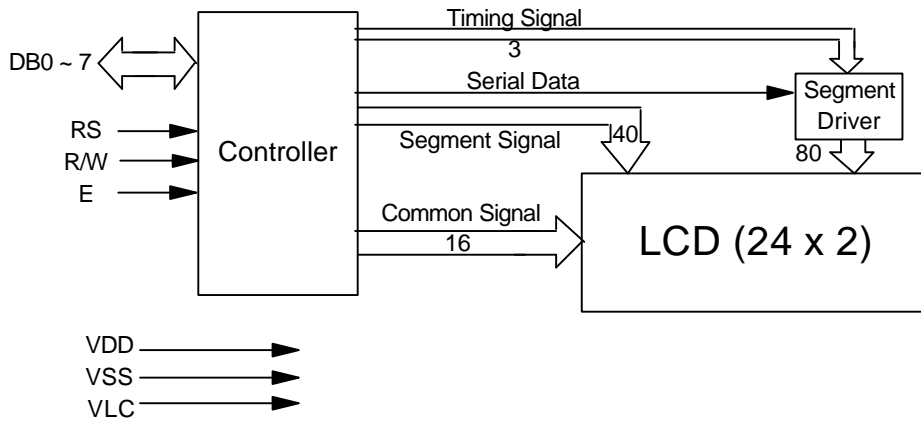 Timing Signal
3
DB0 ~ 7
Serial Data
Segment
Driver
RS
Controller
Segment Signal
40
R/W
80
E
Common Signal
16
LCD (24 x 2)
VDD
VSS
VLC